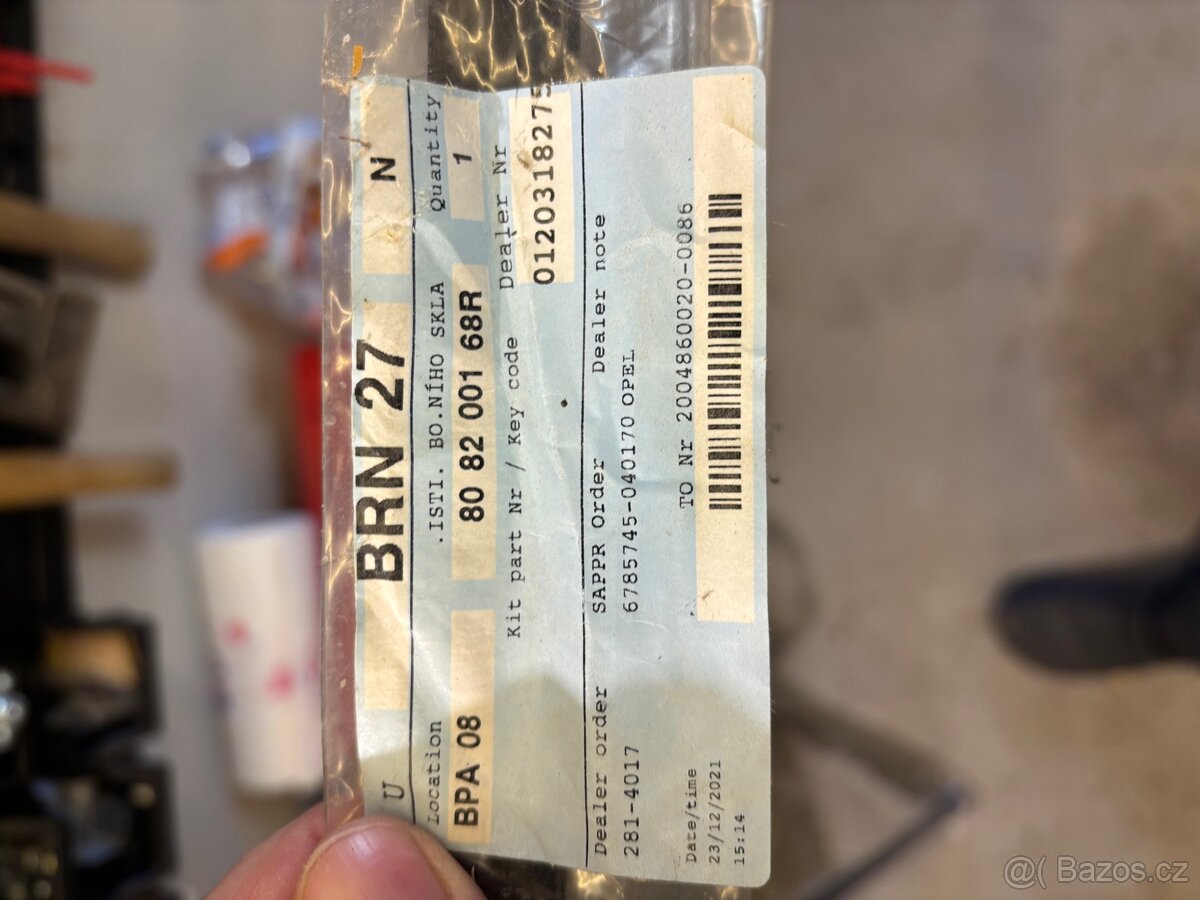 U BRN 27 N
Location .ISTI. BO.NÍHO SKLA Quantity
BPA 08 80 82 001 68R 1
Kit part Nr / Key code Dealer Nr
0120318275
Dealer order SAPPR Order Dealer note
281-4017 6785745-040170 OPEL
Date/time TO Nr 2004860020-0086
23/12/2021
15:14
@( Bazos.cz